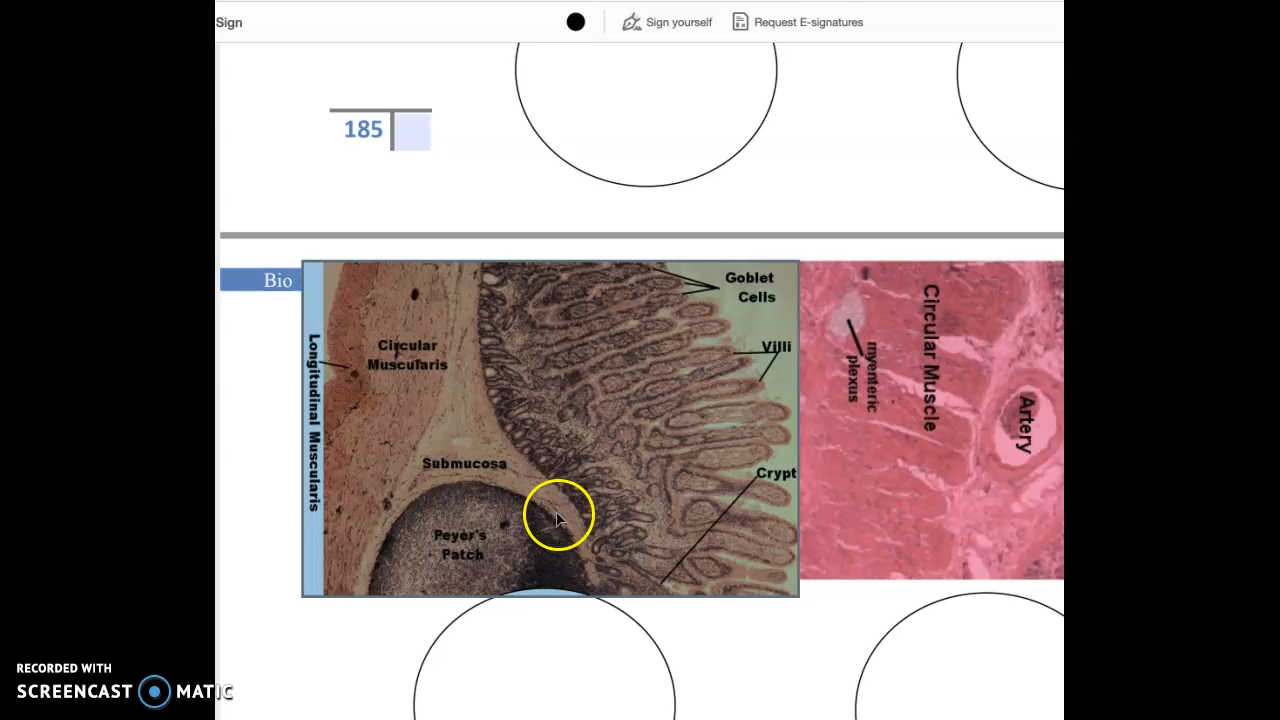 Sign
Sign yourself
Request E-signatures
185
Bio
Goblet
Cells
Circular
Muscularis
Villi
Longitudinal Muscularis
Submucosa
Crypt
Peyer's
Patch
Circular Muscle
myenteric
plexus
Artery
RECORDED WITH
SCREENCAST MATIC